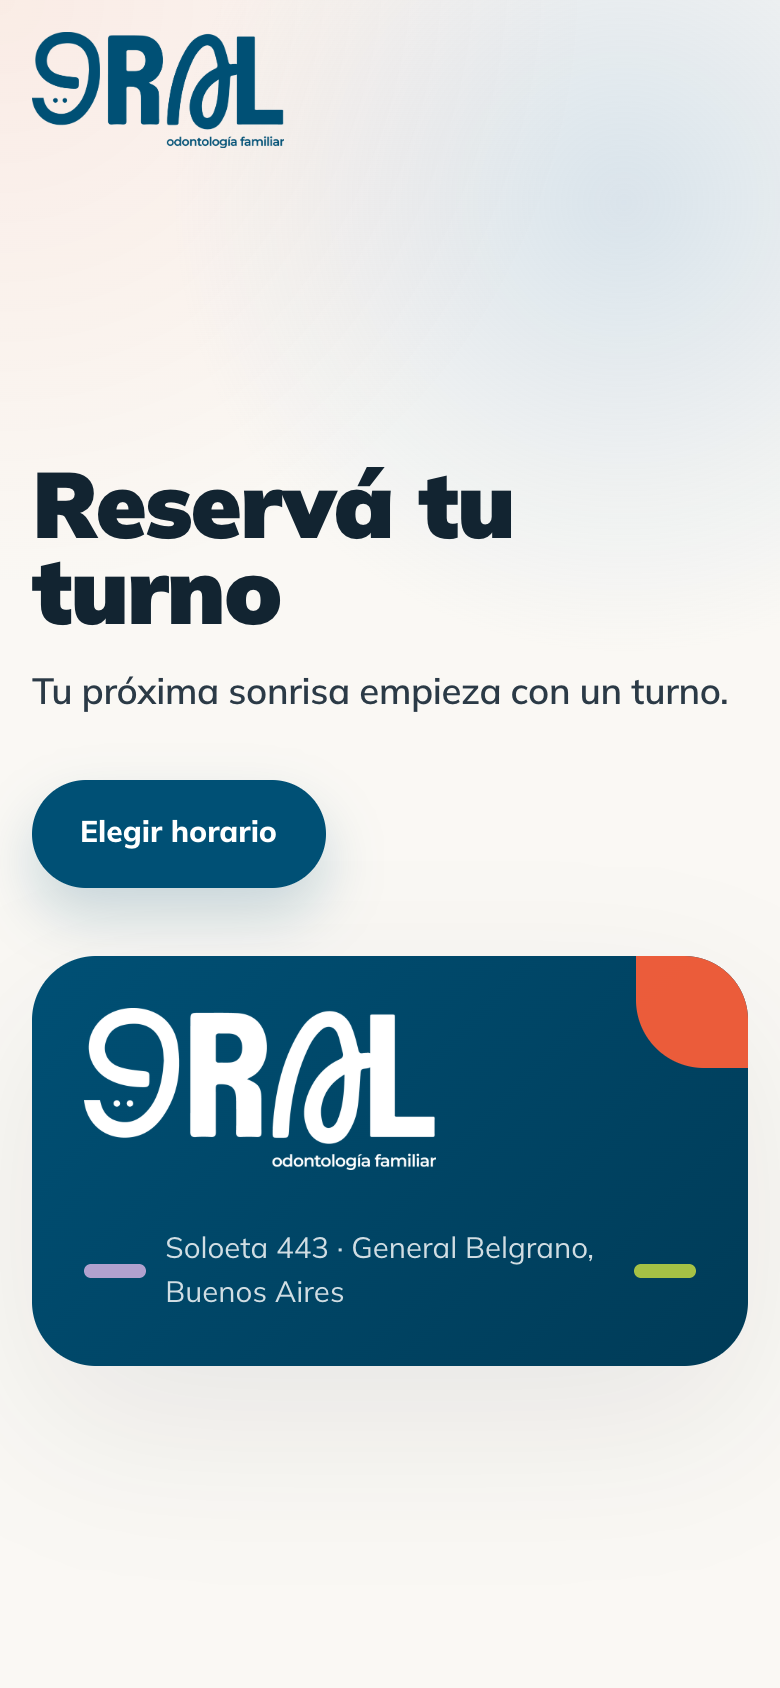 ORAL
odontología familiar
Reservá tu
turno
Tu próxima sonrisa empieza con un turno.
Elegir horario
ORAL
odontología familiar
Soloeta 443 · General Belgrano,
Buenos Aires